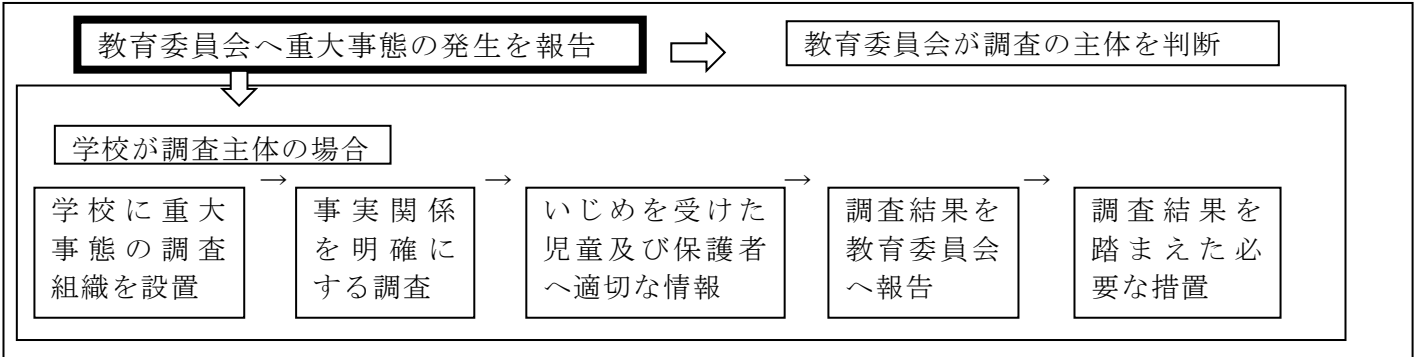 教育委員会へ重大事態の発生を報告
教育委員会が調査の主体を判断
学校が調査主体の場合
学校に重大
事態の調査
組織を設置
→
事実関係
を明確に
する調査
→
いじめを受けた
児童及び保護者
へ適切な情報
→
調査結果を
教育委員会
へ報告
→
調査結果を
踏まえた必
要な措置